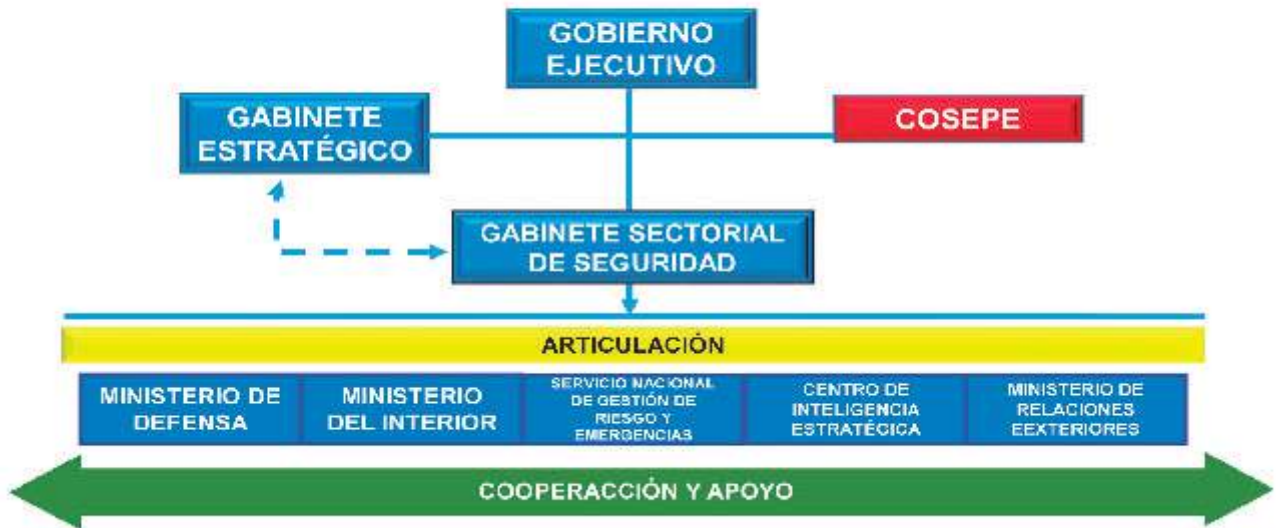 GOBIERNO
EJECUTIVO
GABINETE
ESTRATÉGICO
COSEPE
GABINETE SECTORIAL
DE SEGURIDAD
ARTICULACIÓN
MINISTERIO DE
DEFENSA
MINISTERIO
DEL INTERIOR
SERVICIO NACIONAL
DE GESTIÓN DE
RIESGO Y
EMERGENCIAS
CENTRO DE
INTELIGENCIA
ESTRATÉGICA
MINISTERIO DE
RELACIONES
EEXTERIORES
COOPERACCIÓN Y APOYO